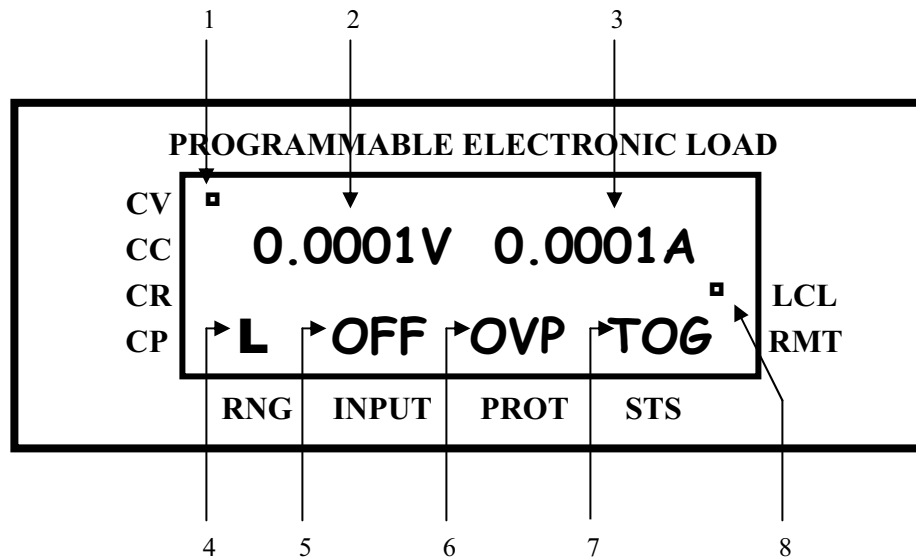 1 2 3
PROGRAMMABLE ELECTRONIC LOAD
CV
CC 0.0001V 0.0001A
CR LCL
CP L OFF OVP TOG RMT
RNG INPUT PROT STS
4 5 6 7 8